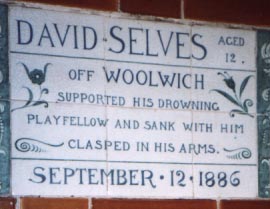 DAVID·SELVES AGED 12.
OFF WOOLWICH
SUPPORTED HIS DROWNING
PLAYFELLOW AND SANK WITH HIM
CLASPED IN HIS ARMS.
SEPTEMBER·12·1886